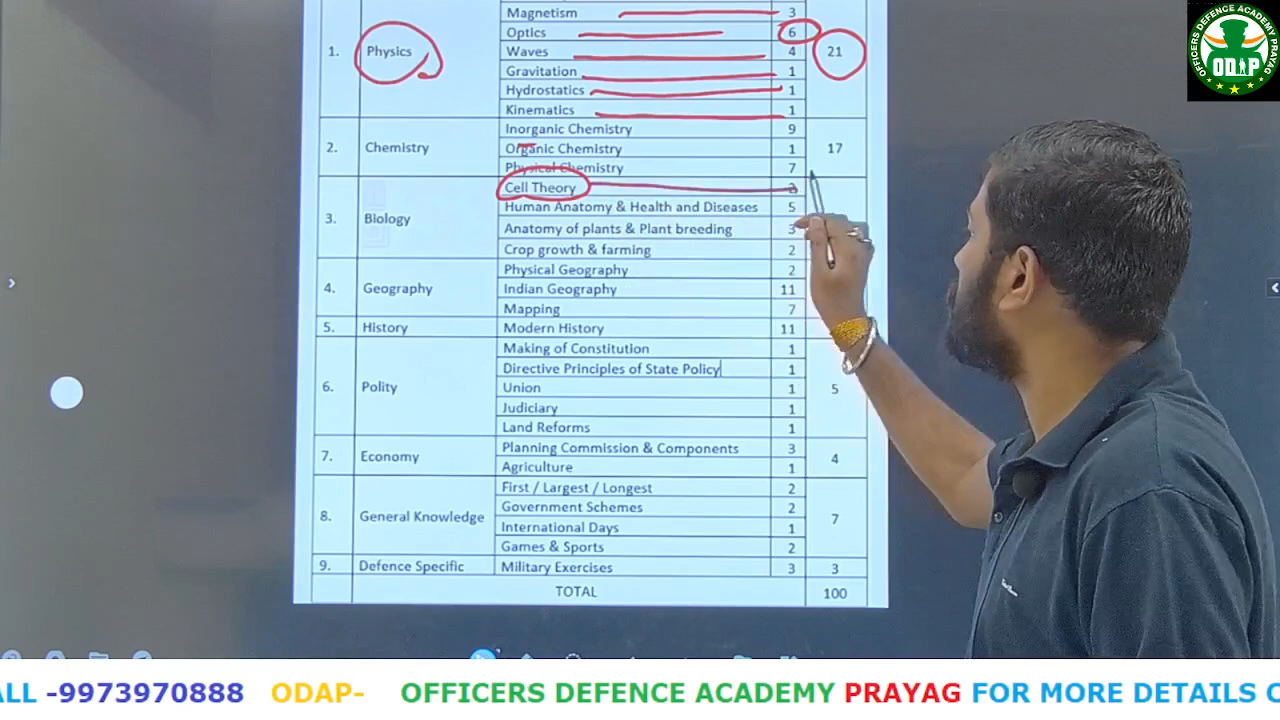 Magnetism 3
Optics 6
1. Physics Waves 4 21
Gravitation 1
Hydrostatics 1
Kinematics 1
Inorganic Chemistry 9
2. Chemistry Organic Chemistry 1 17
Physical Chemistry 7
Cell Theory
3. Biology Human Anatomy & Health and Diseases 5
Anatomy of plants & Plant breeding 3
Crop growth & farming 2
Physical Geography 2
4. Geography Indian Geography 11
Mapping 7
5. History Modern History 11
Making of Constitution 1
Directive Principles of State Policy 1
6. Polity Union 1 5
Judiciary 1
Land Reforms 1
7. Economy Planning Commission & Components 3 4
Agriculture 1
First / Largest / Longest 2
8. General Knowledge Government Schemes 2 7
International Days 1
Games & Sports 2
9. Defence Specific Military Exercises 3 3
TOTAL 100
OFFICERS DEFENCE ACADEMY PRAYAG
ODAP
ALL -9973970888 ODAP- OFFICERS DEFENCE ACADEMY PRAYAG FOR MORE DETAILS C